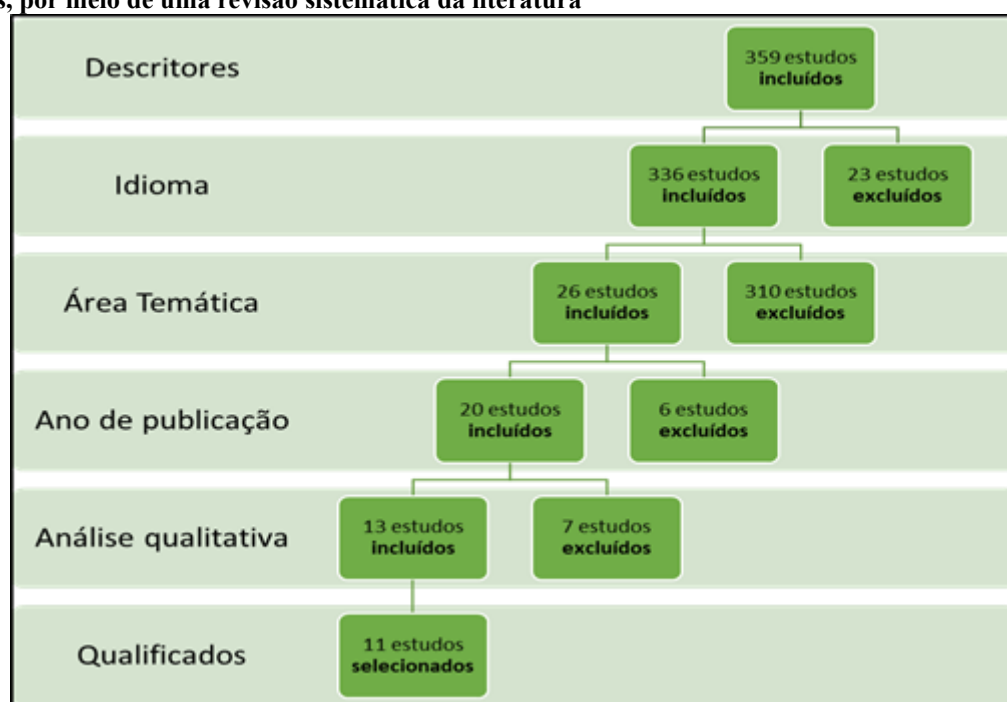 s, por meio de uma revisão sistemática da literatura
Descritores
359 estudos
incluídos
Idioma
336 estudos
incluídos
23 estudos
excluídos
Área Temática
26 estudos
incluídos
310 estudos
excluídos
Ano de publicação
20 estudos
incluídos
6 estudos
excluídos
Análise qualitativa
13 estudos
incluídos
7 estudos
excluídos
Qualificados
11 estudos
selecionados